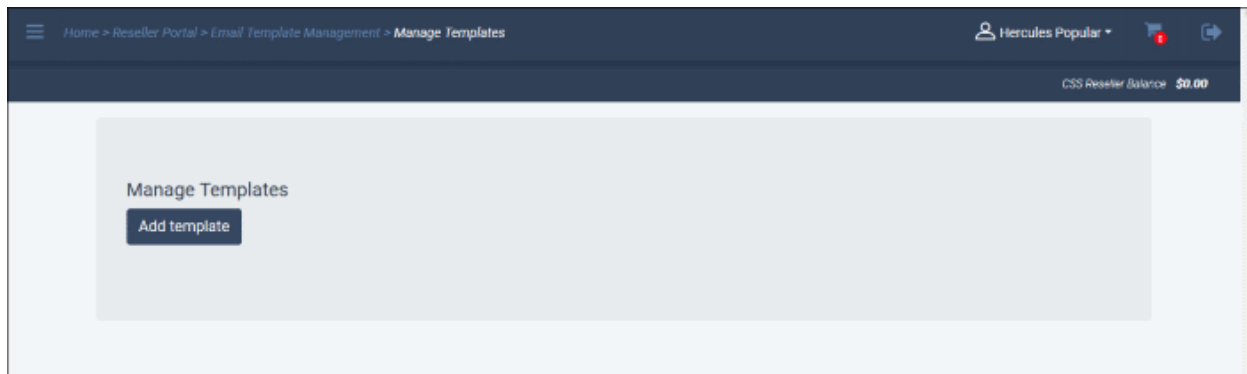 Home > Reseller Portal > Email Template Management > Manage Templates
Hercules Popular
CSS Reseller Balance $0.00
Manage Templates
Add template